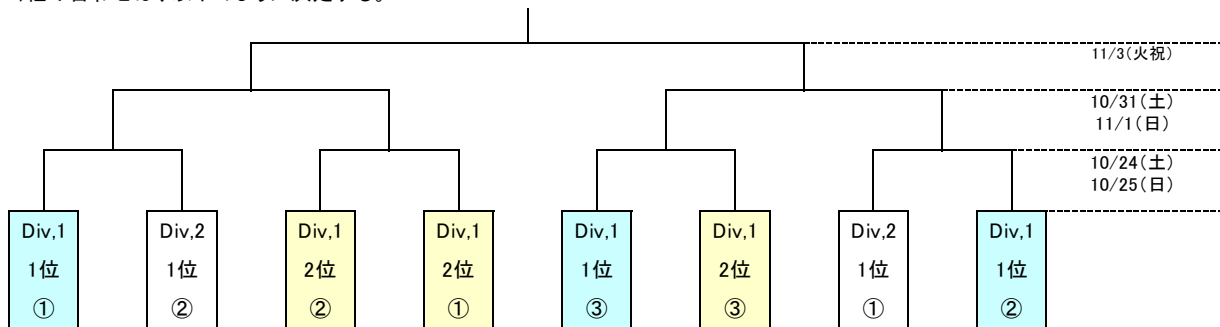 11/3(火祝)
10/31(土)
11/1(日)
10/24(土)
10/25(日)
Div,1 Div,2 Div,1 Div,1 Div,1 Div,1 Div,2 Div,1
1位 1位 2位 2位 1位 2位 1位 1位
① ② ② ① ③ ③ ① ②